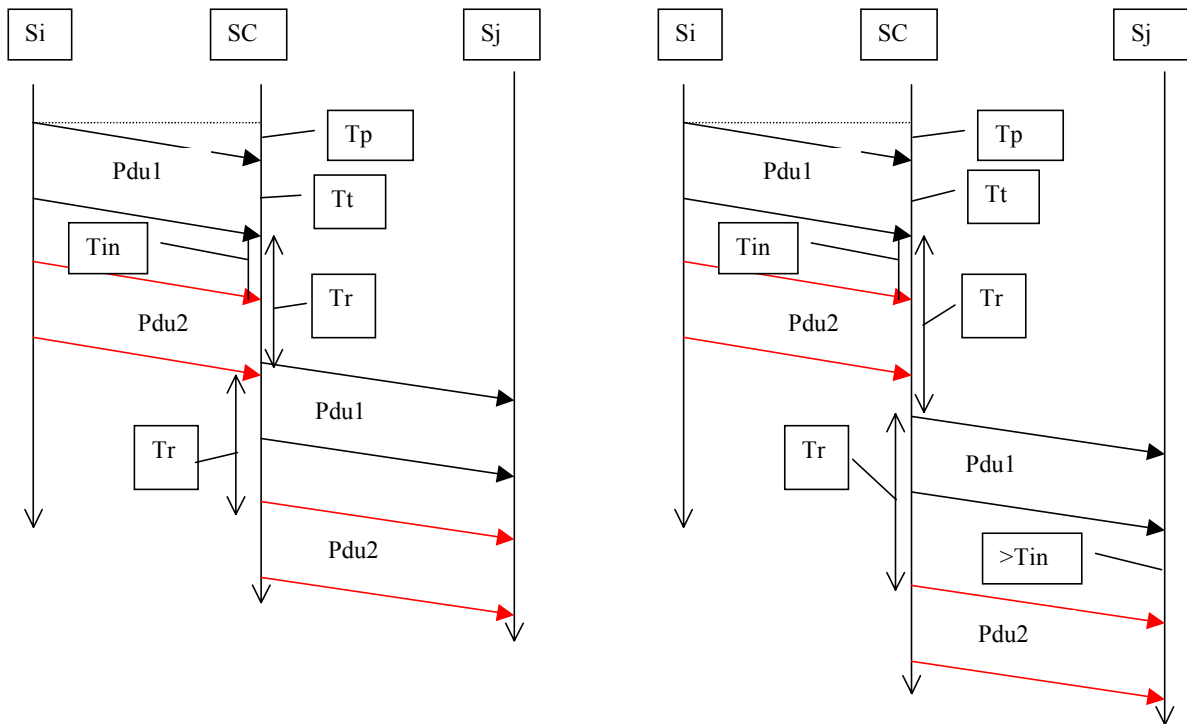 Si
SC
Sj
Tp
Pdu1
Tt
Tin
Tr
Pdu2
Pdu1
Tr
Pdu2
Si
SC
Sj
Tp
Pdu1
Tt
Tin
Tr
Pdu2
Tr
Pdu1
>Tin
Pdu2